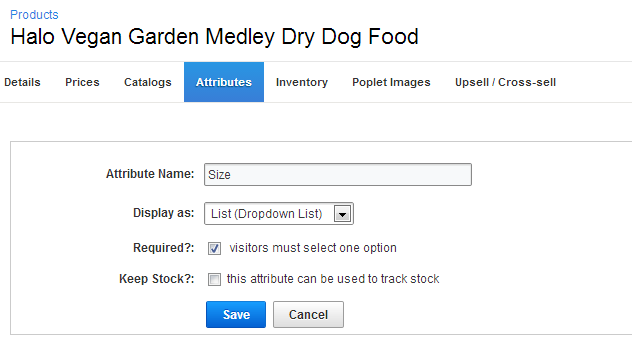 Products
Halo Vegan Garden Medley Dry Dog Food
Details Prices Catalogs Attributes Inventory Poplet Images Upsell / Cross-sell
Attribute Name: Size
Display as: List (Dropdown List)
Required?: visitors must select one option
Keep Stock?: this attribute can be used to track stock
Save Cancel